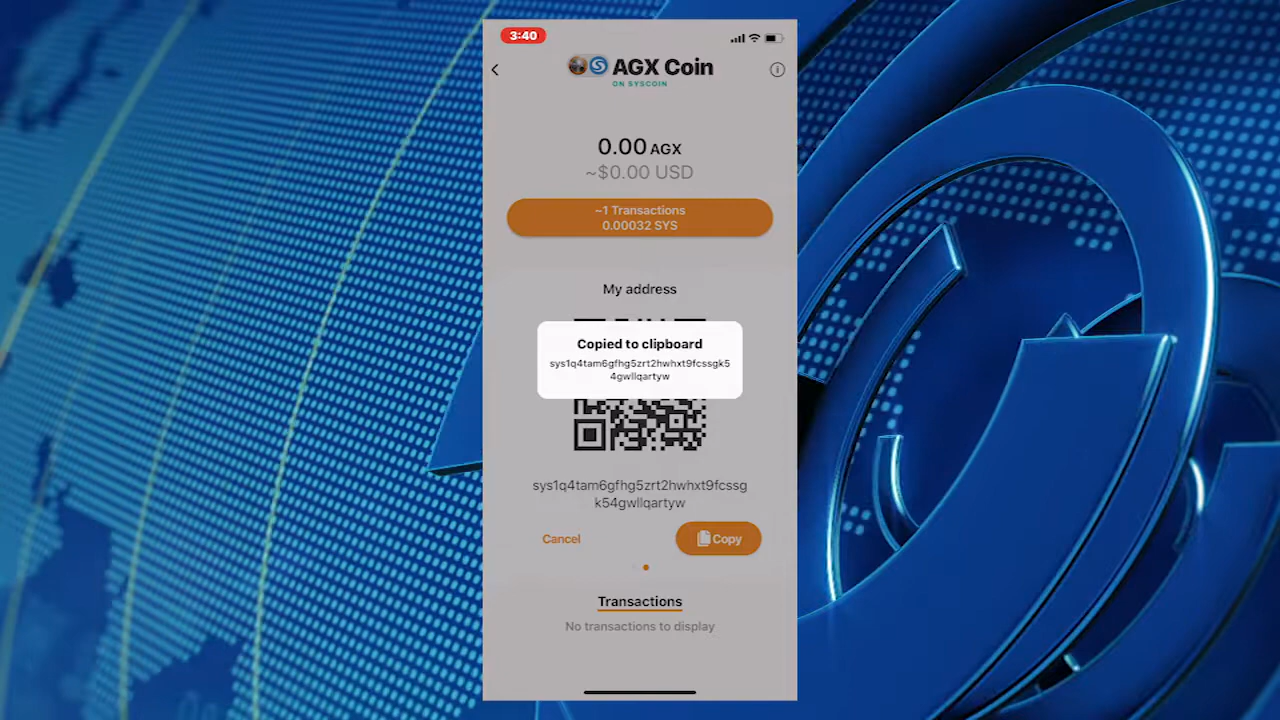 3:40
AGX Coin
ON SYSCOIN
0.00 AGX
~$0.00 USD
~1 Transactions
0.00032 SYS
My address
Copied to clipboard
sys1q4tam6gfhg5zrt2hwhxt9fcssgk5
4gwllqartyw
sys1q4tam6gfhg5zrt2hwhxt9fcssg
k54gwllqartyw
Cancel
Copy
Transactions
No transactions to display